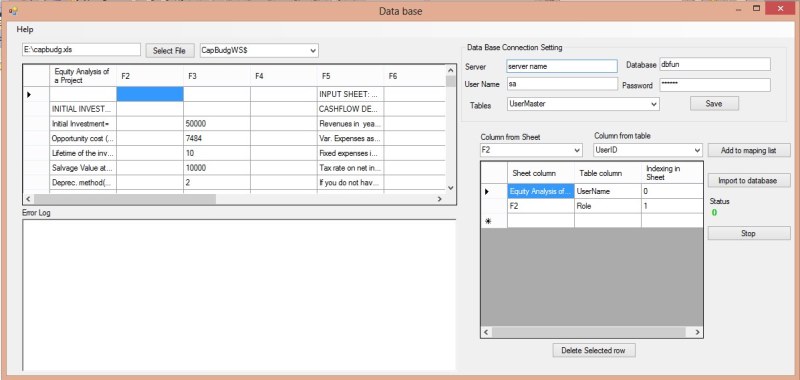 Data base
Help
E:\capbudg.xls Select File CapBudgWS$
Equity Analysis of a Project F2 F3 F4 F5 F6
INPUT SHEET: ...
INITIAL INVEST... CASHFLOW DE...
Initial Investment= 50000 Revenues in yea...
Opportunity cost (... 7484 Var. Expenses as...
Lifetime of the inv... 10 Fixed expenses i...
Salvage Value at... 10000 Tax rate on net in...
Deprec. method(... 2 If you do not hav...
Error Log
Data Base Connection Setting
Server server name Database dbfun
User Name sa Password ******
Tables UserMaster Save
Column from Sheet Column from table
F2 UserID Add to maping list
Sheet column Table column Indexing in Sheet
Equity Analysis of... UserName 0
F2 Role 1
Import to database
Status
0
Stop
Delete Selected row